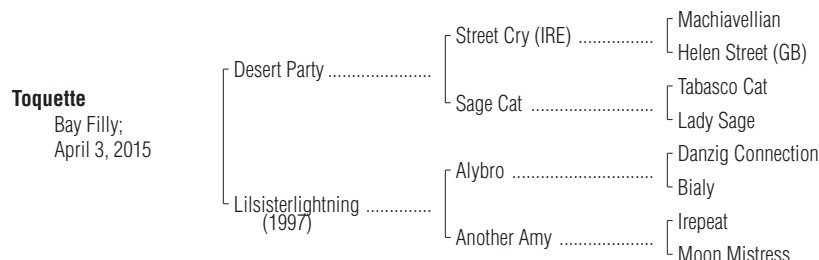 Toquette
Bay Filly;
April 3, 2015
Desert Party
Lilsisterlightning
(1997)
Street Cry (IRE)
Sage Cat
Alybro
Another Amy
Machiavellian
Helen Street (GB)
Tabasco Cat
Lady Sage
Danzig Connection
Bialy
Irepeat
Moon Mistress